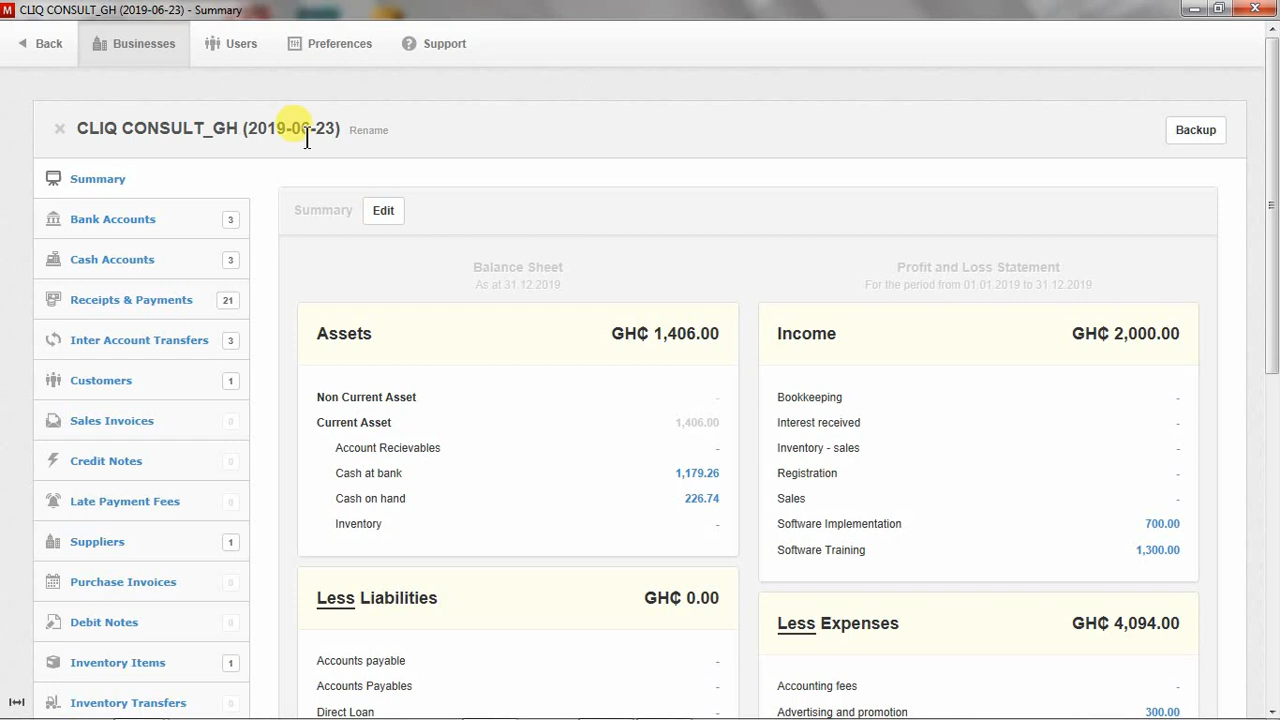 CLIQ CONSULT_GH (2019-06-23) - Summary
Back Businesses Users Preferences Support
CLIQ CONSULT_GH (2019-06-23) Rename Backup
Summary
Bank Accounts 3
Cash Accounts 3
Receipts & Payments 21
Inter Account Transfers 3
Customers 1
Sales Invoices 0
Credit Notes 0
Late Payment Fees 0
Suppliers 1
Purchase Invoices 0
Debit Notes 0
Inventory Items 1
Inventory Transfers 0
Summary Edit
Balance Sheet
As at 31.12.2019
Assets GH₵ 1,406.00
Non Current Asset -
Current Asset 1,406.00
Account Recievables -
Cash at bank 1,179.26
Cash on hand 226.74
Inventory -
Less Liabilities GH₵ 0.00
Accounts payable -
Accounts Payables -
Direct Loan -
Profit and Loss Statement
For the period from 01.01.2019 to 31.12.2019
Income GH₵ 2,000.00
Bookkeeping -
Interest received -
Inventory - sales -
Registration -
Sales -
Software Implementation 700.00
Software Training 1,300.00
Less Expenses GH₵ 4,094.00
Accounting fees -
Advertising and promotion 300.00